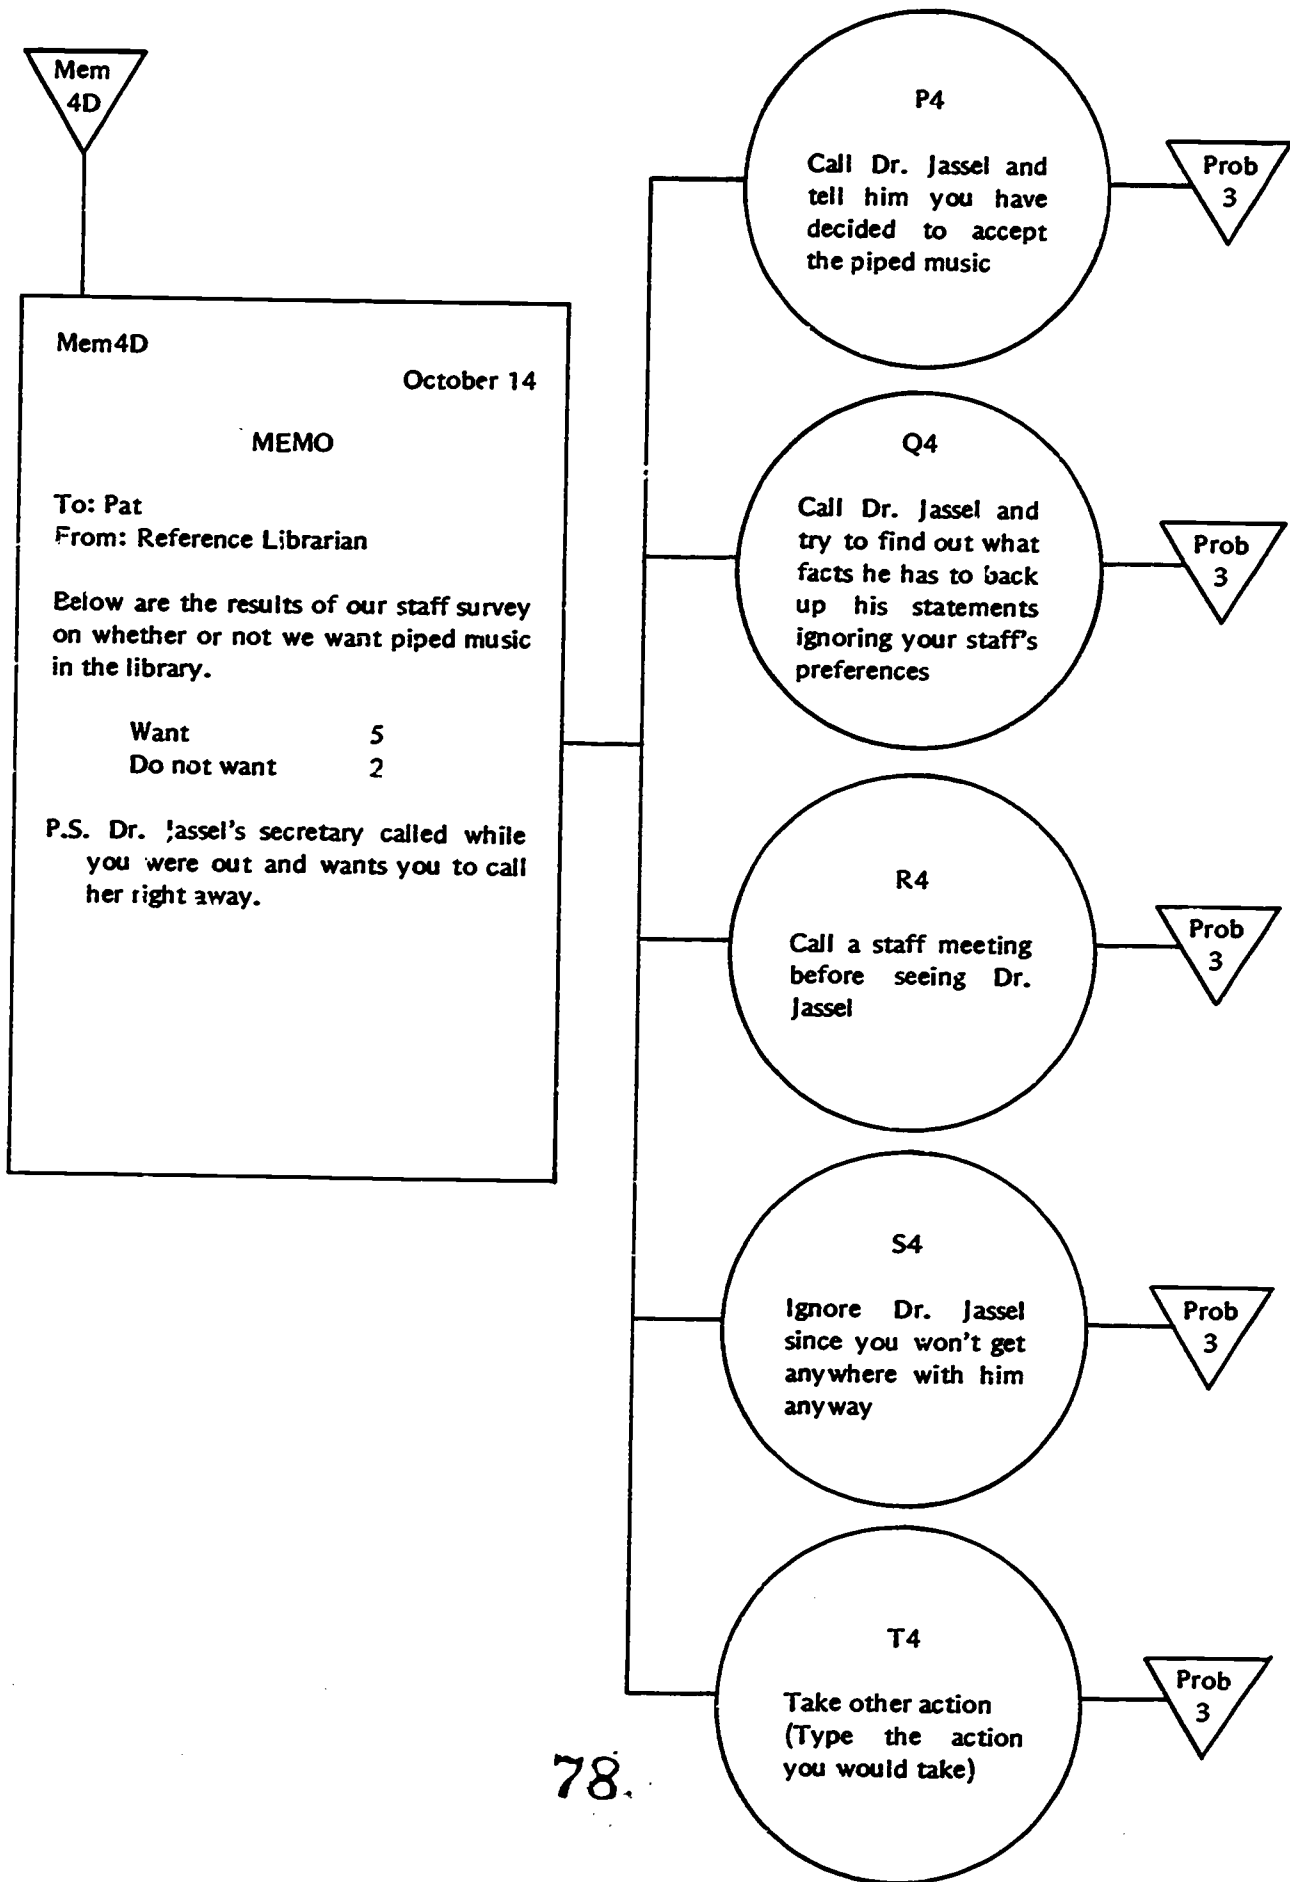 Mem
4D
Mem4D
October 14
MEMO
To: Pat
From: Reference Librarian
Below are the results of our staff survey
on whether or not we want piped music
in the library.
Want 5
Do not want 2
P.S. Dr. Jassel's secretary called while
you were out and wants you to call
her right away.
P4
Call Dr. Jassel and
tell him you have
decided to accept
the piped music
Prob
3
Q4
Call Dr. Jassel and
try to find out what
facts he has to back
up his statements
ignoring your staff's
preferences
Prob
3
R4
Call a staff meeting
before seeing Dr.
Jassel
Prob
3
S4
Ignore Dr. Jassel
since you won't get
anywhere with him
anyway
Prob
3
T4
Take other action
(Type the action
you would take)
Prob
3
78.